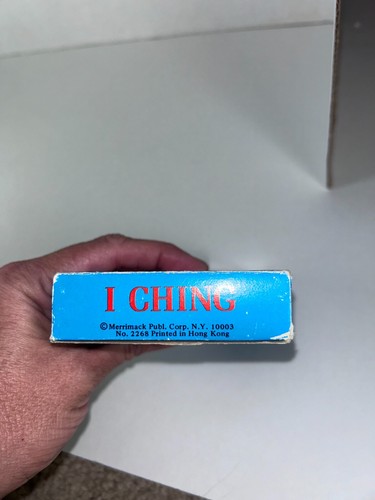 I CHING
©Merrimack Publ. Corp. N.Y. 10003
No. 2268 Printed in Hong Kong